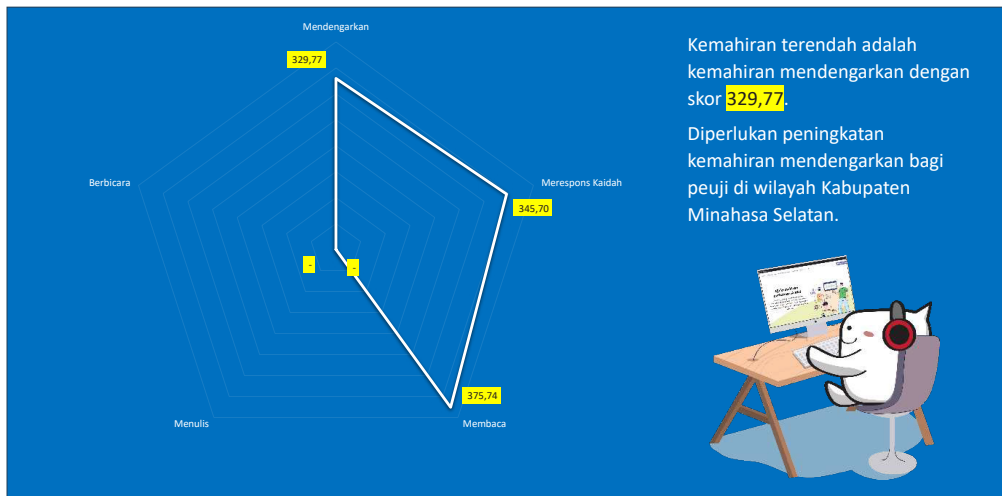 Mendengarkan
329,77
Berbicara
Merespons Kaidah
345,70
-
-
375,74
Menulis
Membaca
Kemahiran terendah adalah
kemahiran mendengarkan dengan
skor 329,77.
Diperlukan peningkatan
kemahiran mendengarkan bagi
peuji di wilayah Kabupaten
Minahasa Selatan.